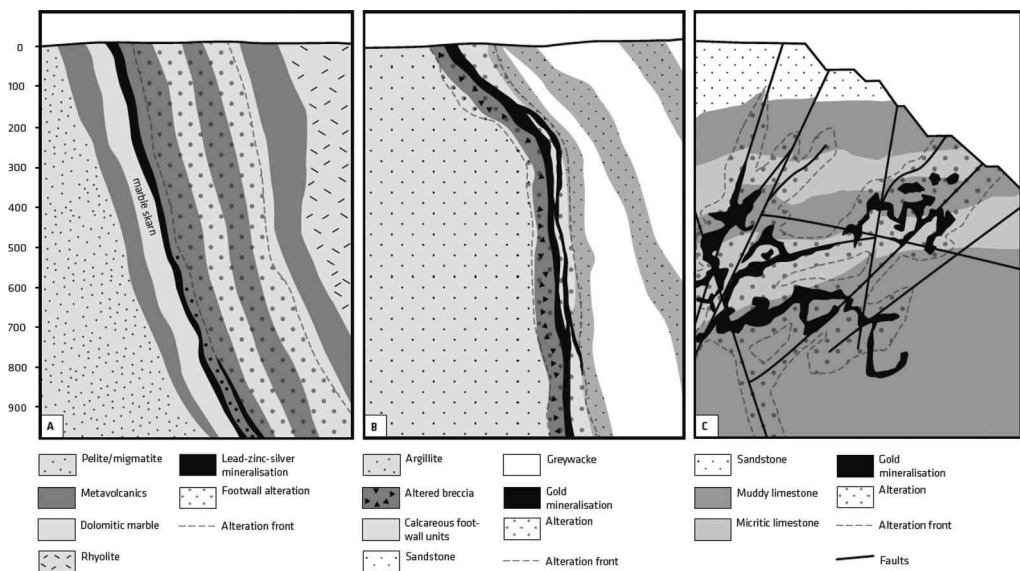 0
100
200
300
400
500
600
700
800
900
marble skarn
A
B
C
Pelite/migmatite
Metavolcanics
Dolomitic marble
Rhyolite
Lead-zinc-silver
mineralisation
Footwall alteration
Alteration front
Argillite
Altered breccia
Calcareous foot-
wall units
Sandstone
Greywacke
Gold
mineralisation
Alteration
Alteration front
Sandstone
Muddy limestone
Micritic limestone
Gold
mineralisation
Alteration
Alteration front
Faults